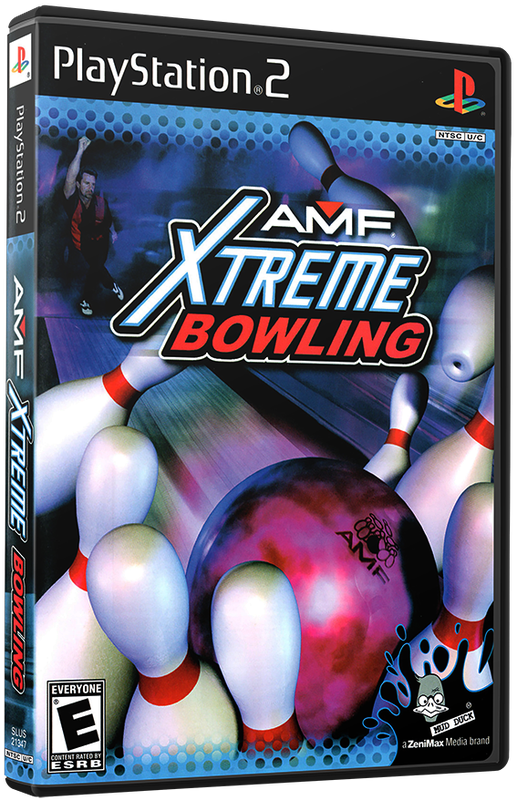 PlayStation®2
NTSC U/C
AMF®
XTREME
BOWLING
AMF
EVERYONE
E
CONTENT RATED BY
ESRB
MUD DUCK
a ZeniMax Media brand
PlayStation®2
AMF XTREME BOWLING
SLUS
21347
NTSC U/C